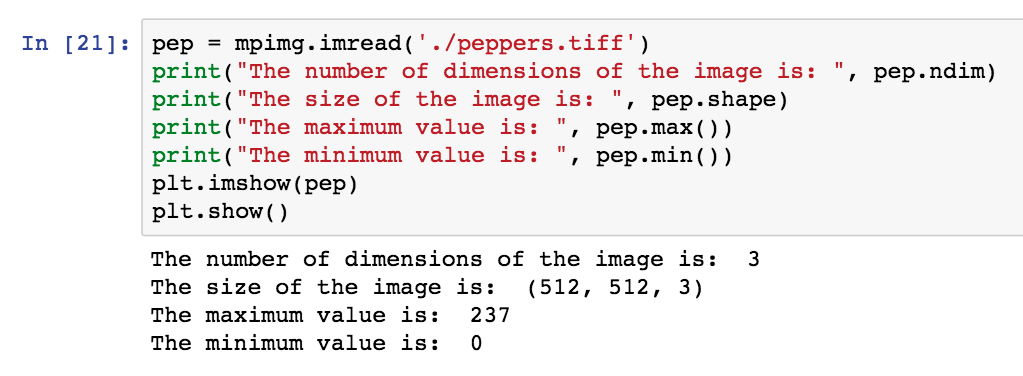 In [21]: pep = mpimg.imread('./peppers.tiff')
print("The number of dimensions of the image is: ", pep.ndim)
print("The size of the image is: ", pep.shape)
print("The maximum value is: ", pep.max())
print("The minimum value is: ", pep.min())
plt.imshow(pep)
plt.show()
The number of dimensions of the image is:  3
The size of the image is:  (512, 512, 3)
The maximum value is:  237
The minimum value is:  0